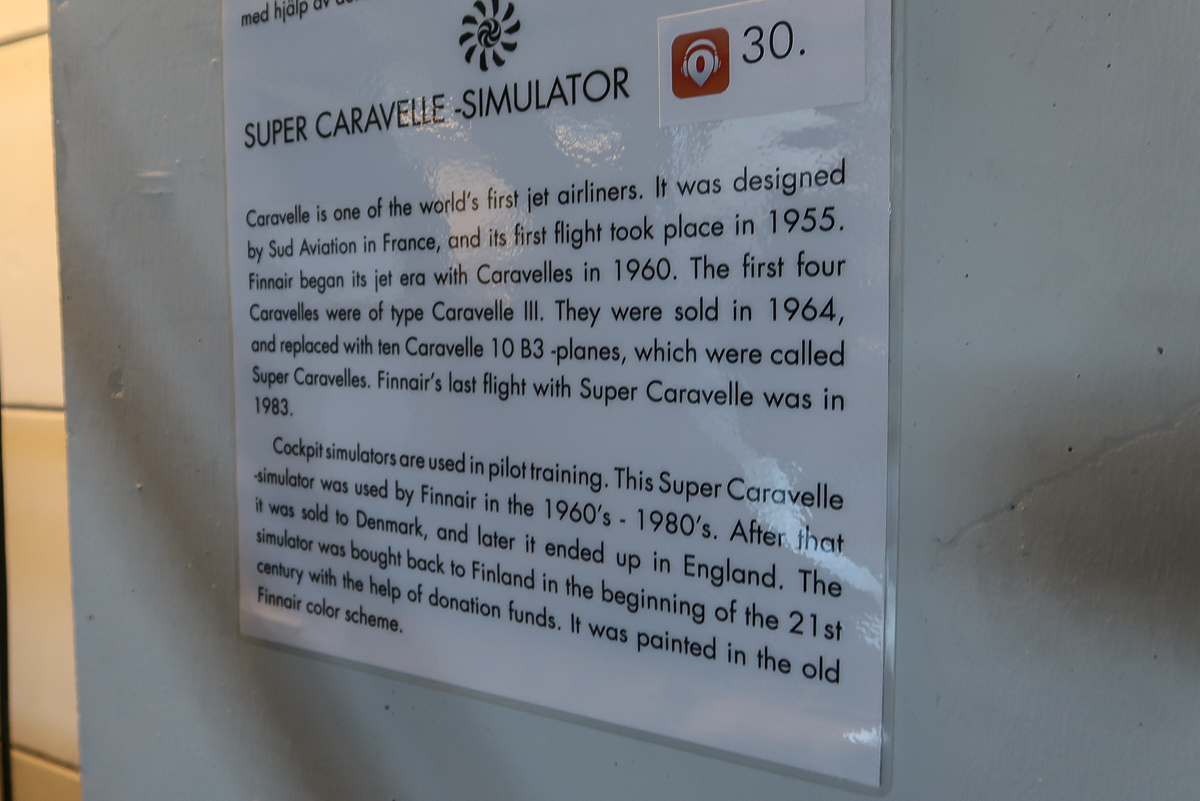 med hjälp av
30.
SUPER CARAVELLE -SIMULATOR
Caravelle is one of the world's first jet airliners. It was designed
by Sud Aviation in France, and its first flight took place in 1955.
Finnair began its jet era with Caravelles in 1960. The first four
Caravelles were of type Caravelle III. They were sold in 1964,
and replaced with ten Caravelle 10 B3 -planes, which were called
Super Caravelles. Finnair's last flight with Super Caravelle was in
1983.
Cockpit simulators are used in pilot training. This Super Caravelle
-simulator was used by Finnair in the 1960's - 1980's. After that
it was sold to Denmark, and later it ended up in England. The
simulator was bought back to Finland in the beginning of the 21st
century with the help of donation funds. It was painted in the old
Finnair color scheme.